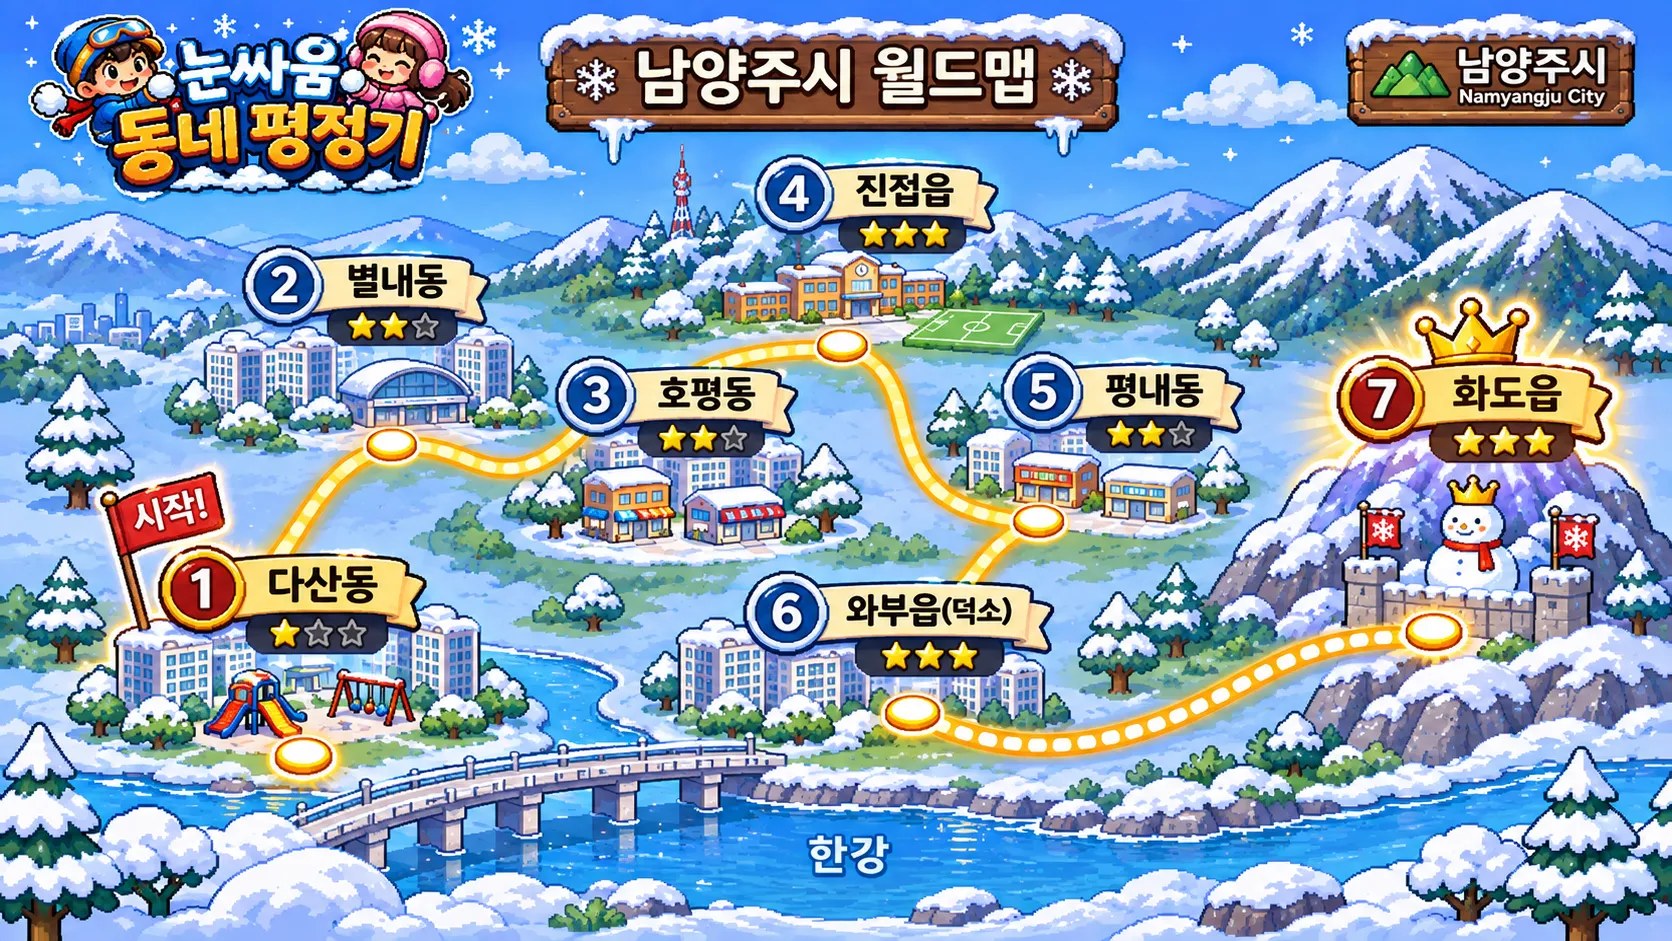 눈싸움
동네 평정기
남양주시 월드맵
남양주시
Namyangju City
4 진접읍
2 별내동
3 호평동
5 평내동
7 화도읍
시작!
1 다산동
6 와부읍(덕소)
한강